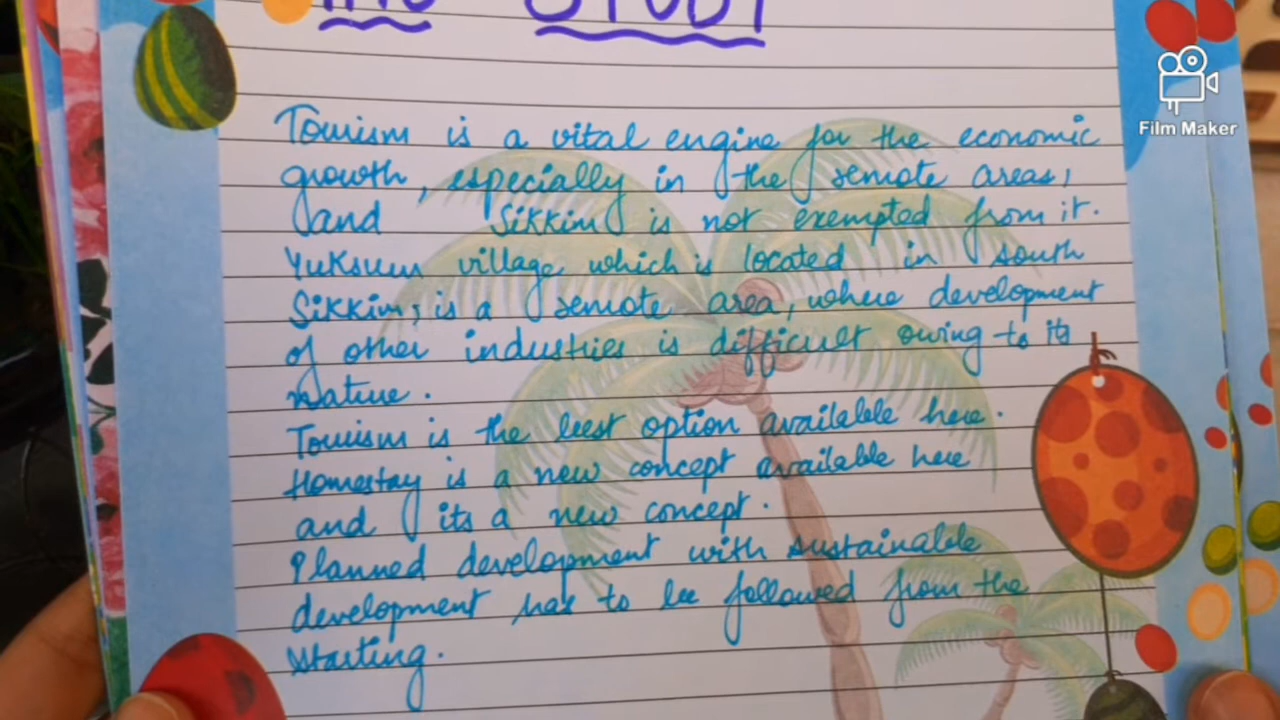 STUDY
Film Maker
Tourism is a vital engine for the economic
growth, especially in the remote areas,
and Sikkim is not exempted from it.
Yuksum village which is located in south
Sikkim, is a remote area, where development
of other industries is difficult owing to its
nature.
Tourism is the best option available here.
Homestay is a new concept available here
and its a new concept.
Planned development with sustainable
development has to be followed from the
starting.